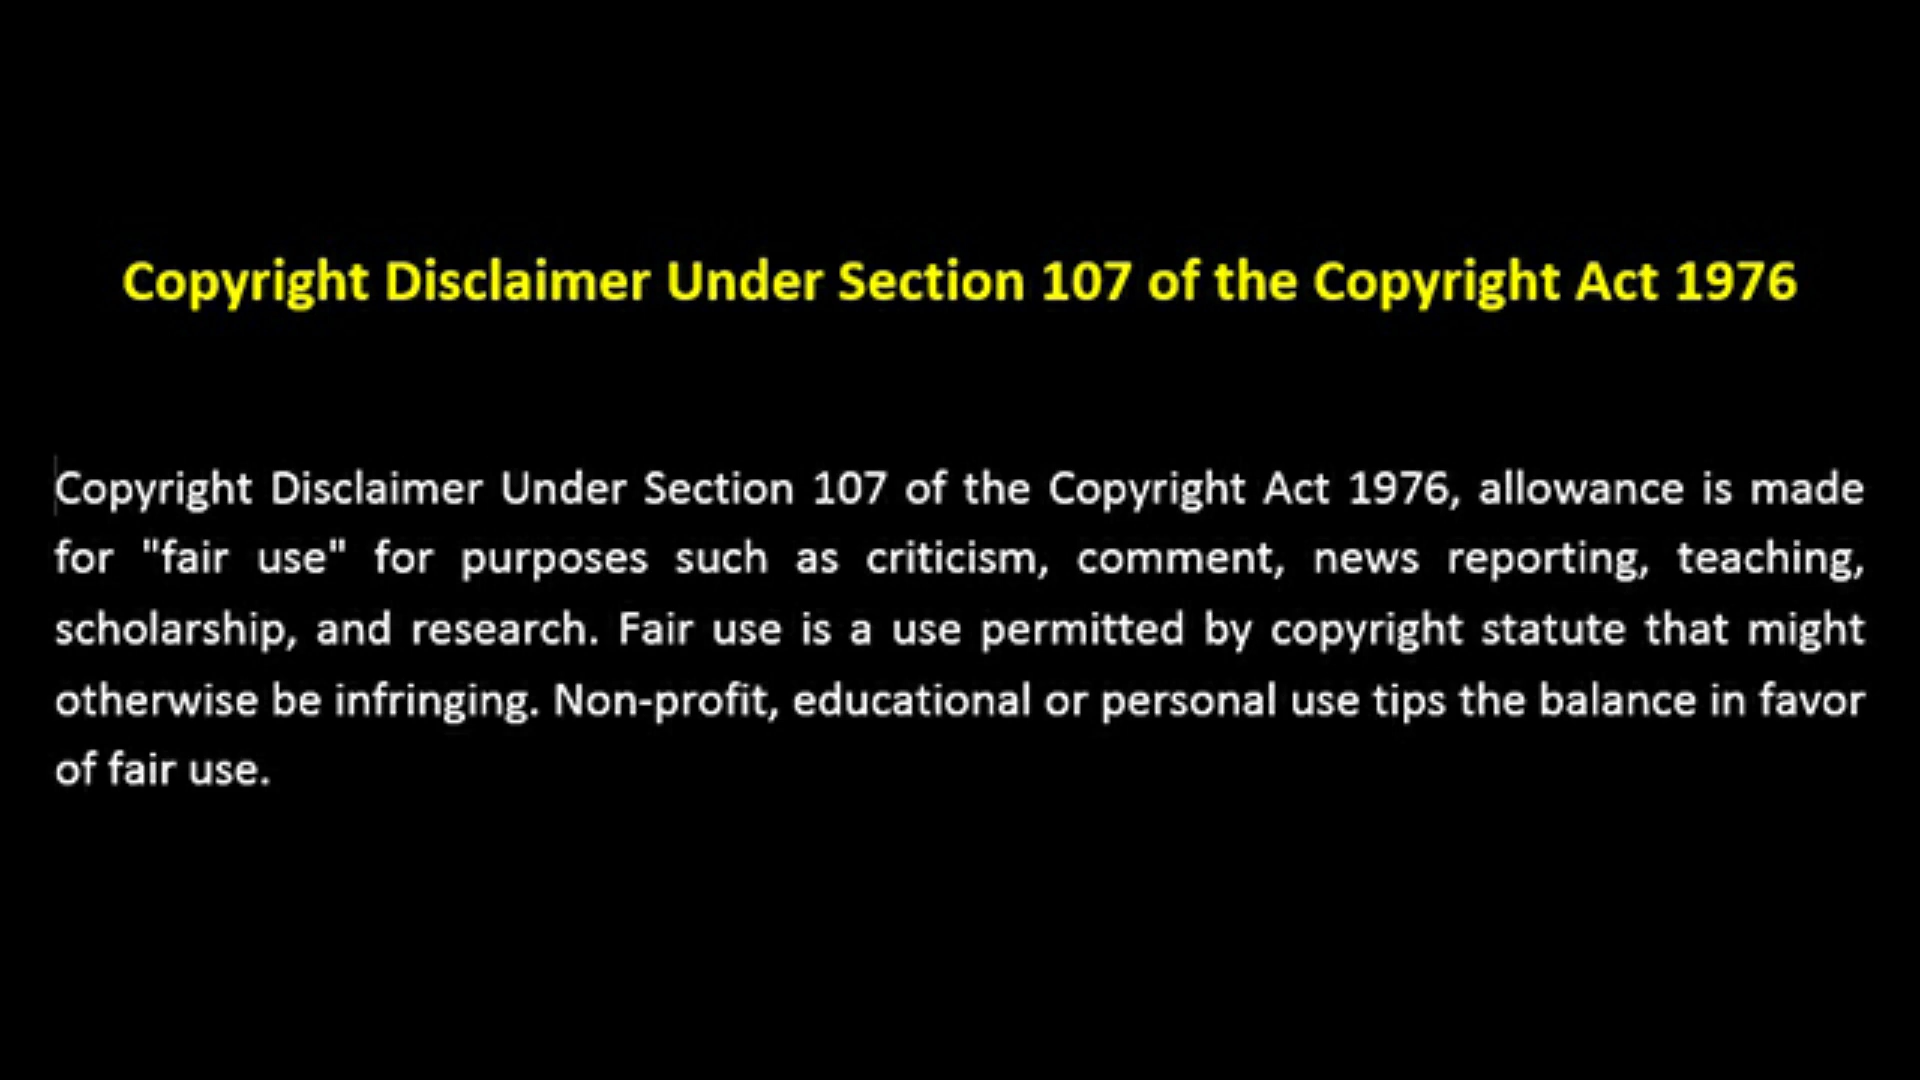 Copyright Disclaimer Under Section 107 of the Copyright Act 1976
Copyright Disclaimer Under Section 107 of the Copyright Act 1976, allowance is made
for "fair use" for purposes such as criticism, comment, news reporting, teaching,
scholarship, and research. Fair use is a use permitted by copyright statute that might
otherwise be infringing. Non-profit, educational or personal use tips the balance in favor
of fair use.